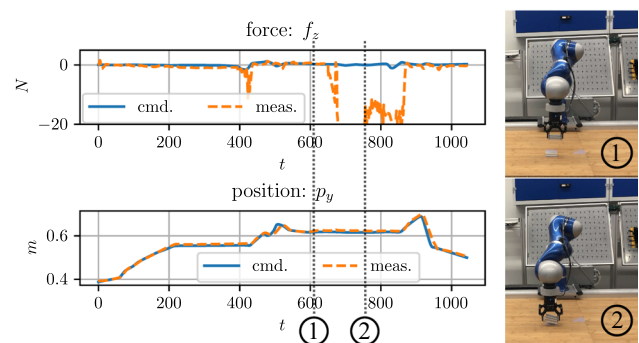 force: f_z
N
0
−20
cmd. meas.
0 200 400 600 800 1000
t
position: p_y
m
0.6
0.4
cmd. meas.
0 200 400 600 800 1000
t
1 2
1
2